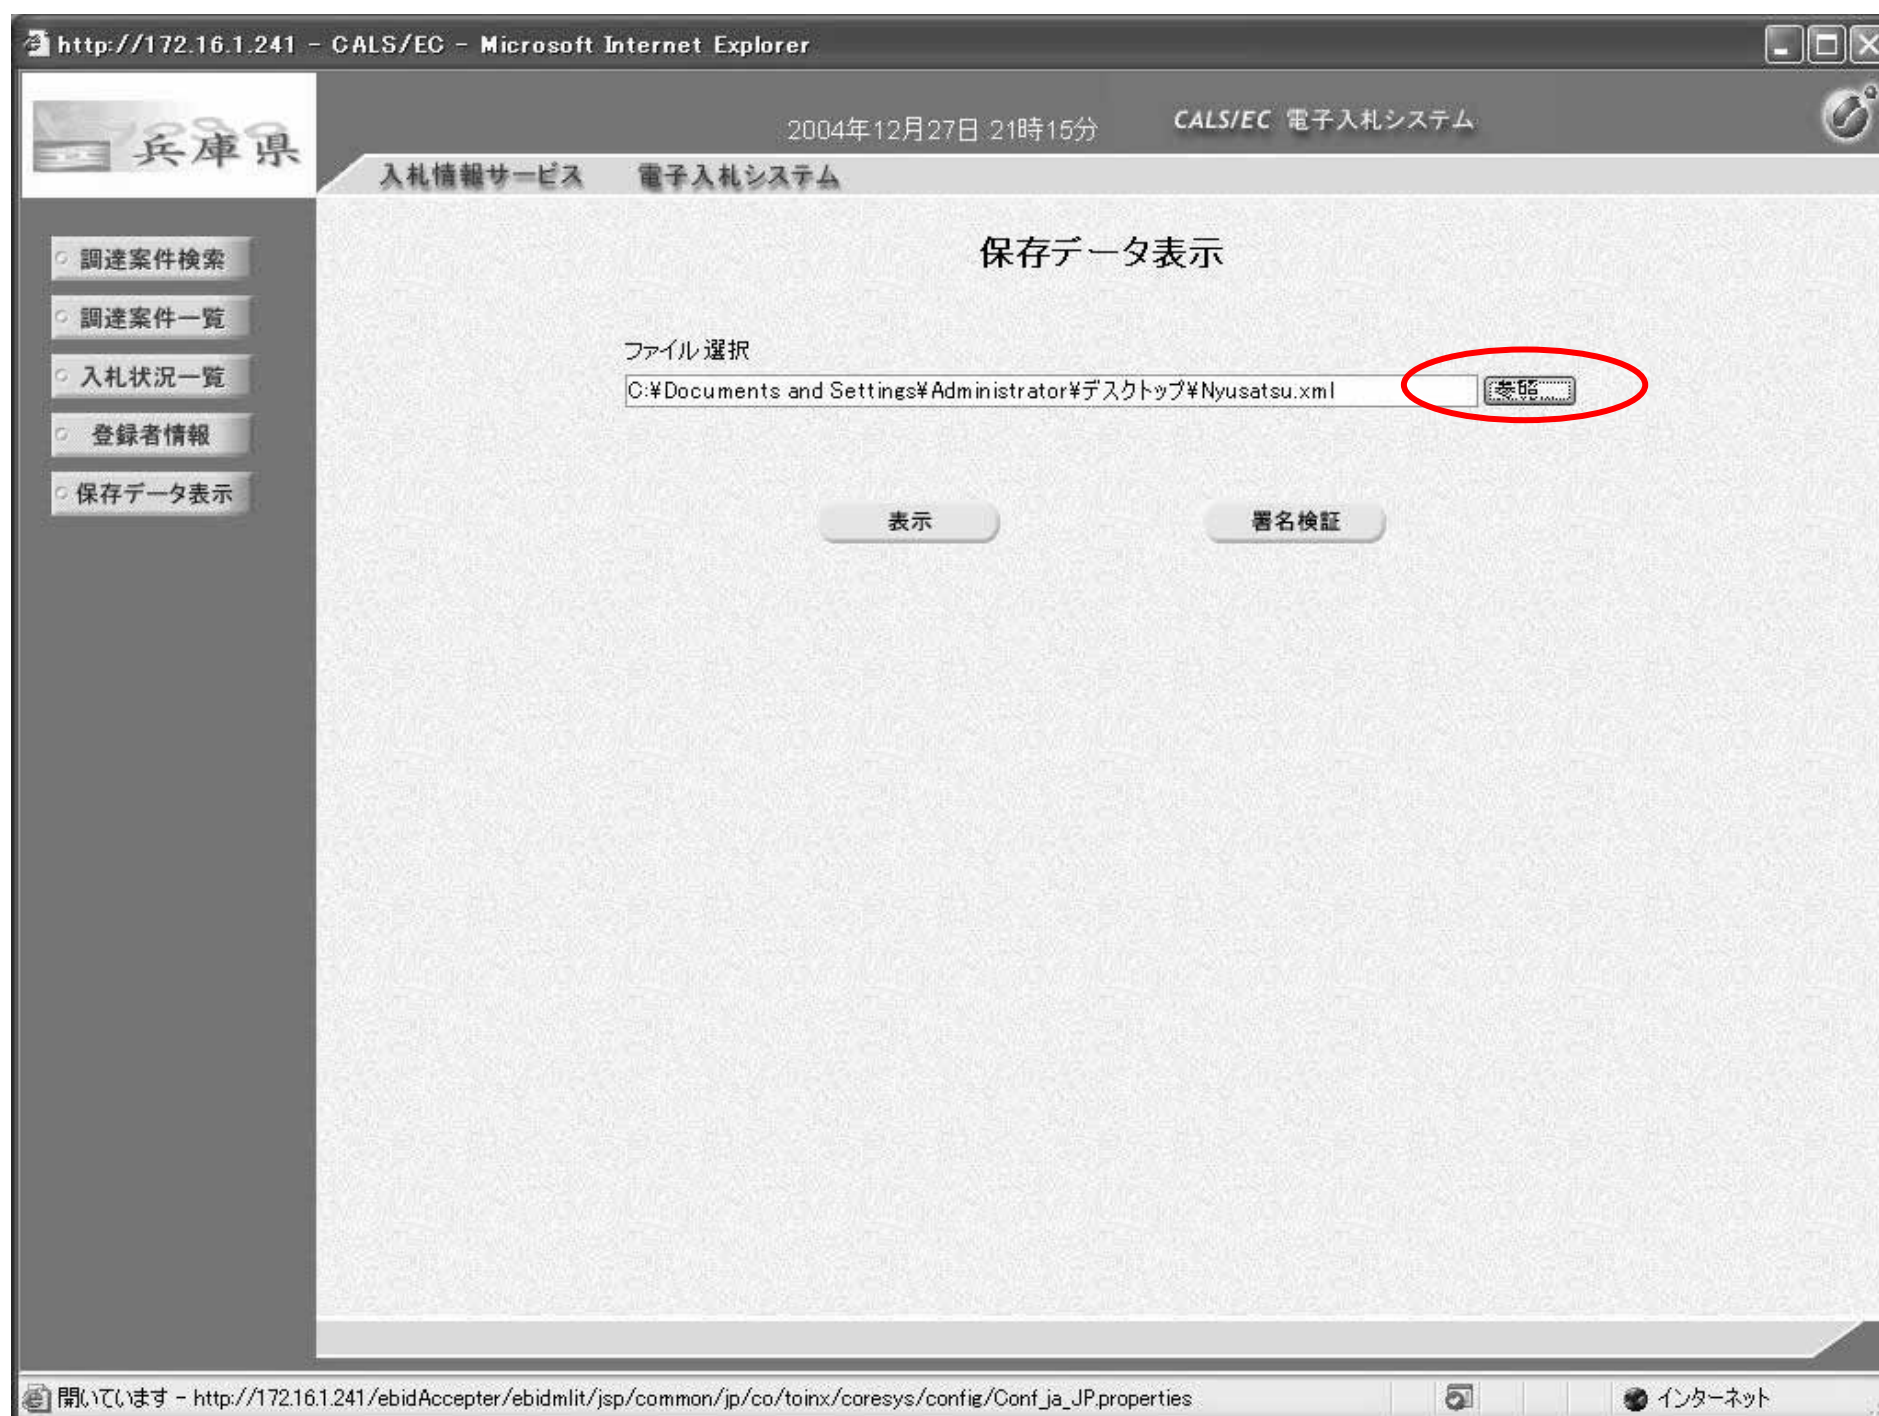 http://172.16.1.241 - CALS/EC - Microsoft Internet Explorer
兵庫県
2004年12月27日 21時15分
CALS/EC 電子入札システム
入札情報サービス 電子入札システム
調達案件検索
調達案件一覧
入札状況一覧
登録者情報
保存データ表示
保存データ表示
ファイル選択
C:¥Documents and Settings¥Administrator¥デスクトップ¥Nyusatsu.xml
参照...
表示
署名検証
開いています - http://172.16.1.241/ebidAccepter/ebidmlit/jsp/common/jp/co/toinx/coresys/config/Conf_ja_JP.properties
インターネット